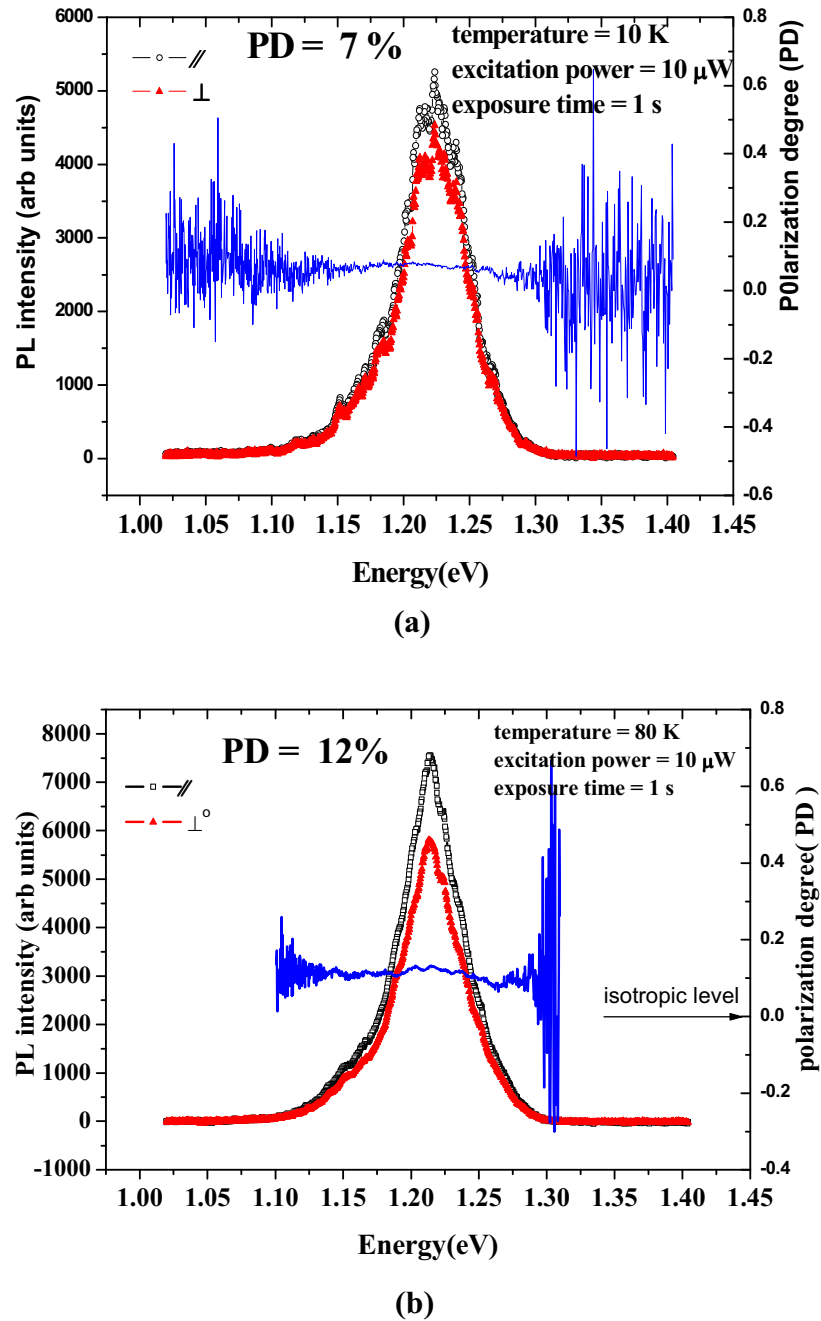 PD = 7 %
temperature = 10 K
excitation power = 10 μW
exposure time = 1 s
//
⊥
6000
5000
4000
3000
2000
1000
0
PL intensity (arb units)
0.8
0.6
0.4
0.2
0.0
-0.2
-0.4
-0.6
P0larization degree (PD)
1.00 1.05 1.10 1.15 1.20 1.25 1.30 1.35 1.40 1.45
Energy(eV)
(a)
PD = 12%
temperature = 80 K
excitation power = 10 μW
exposure time = 1 s
//
⊥o
8000
7000
6000
5000
4000
3000
2000
1000
0
-1000
PL intensity (arb units)
isotropic level
0.8
0.6
0.4
0.2
0.0
-0.2
-0.4
polarization degree( PD )
1.00 1.05 1.10 1.15 1.20 1.25 1.30 1.35 1.40 1.45
Energy(eV)
(b)